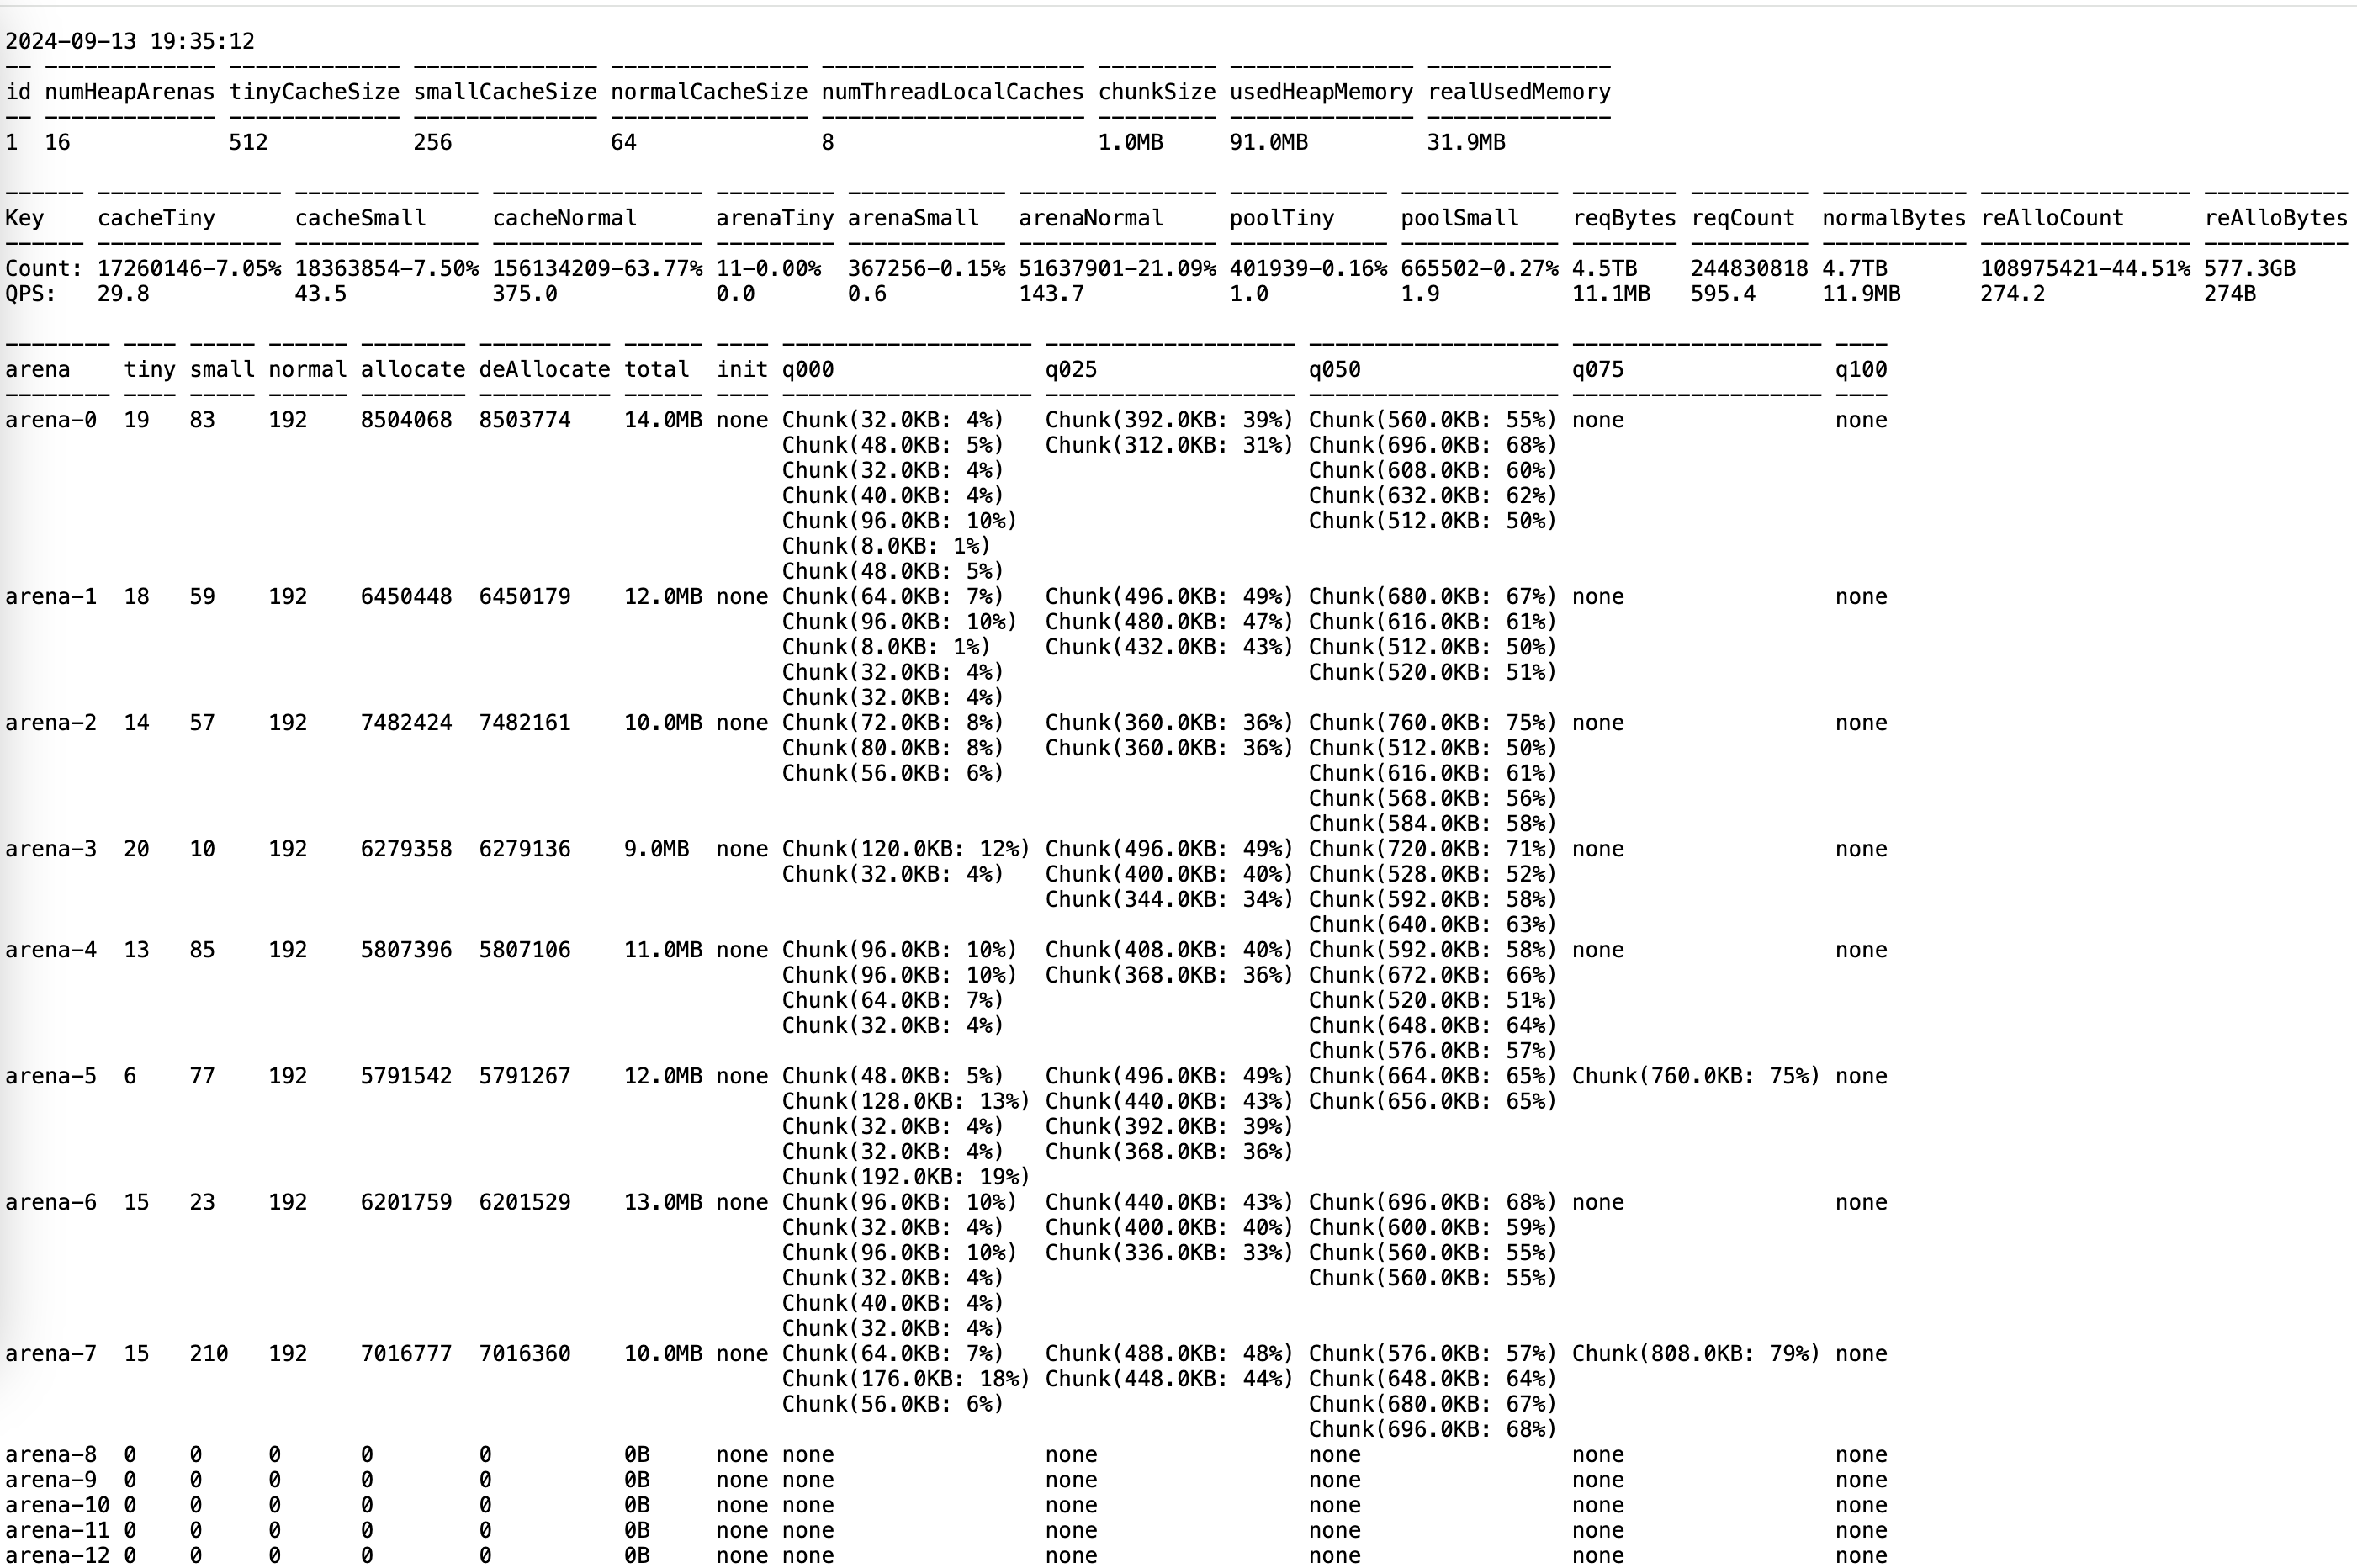 2024-09-13 19:35:12
-- ------------- ------------- -------------- --------------- -------------------- --------- -------------- --------------
id numHeapArenas tinyCacheSize smallCacheSize normalCacheSize numThreadLocalCaches chunkSize usedHeapMemory realUsedMemory
-- ------------- ------------- -------------- --------------- -------------------- --------- -------------- --------------
1  16            512           256            64              8                    1.0MB     91.0MB         31.9MB
------ -------------- -------------- ---------------- --------- ------------ --------------- ------------ ------------ -------- --------- ----------- ---------------- -----------
Key    cacheTiny      cacheSmall     cacheNormal      arenaTiny arenaSmall   arenaNormal     poolTiny     poolSmall    reqBytes reqCount  normalBytes reAlloCount      reAlloBytes
------ -------------- -------------- ---------------- --------- ------------ --------------- ------------ ------------ -------- --------- ----------- ---------------- -----------
Count: 17260146-7.05% 18363854-7.50% 156134209-63.77% 11-0.00%  367256-0.15% 51637901-21.09% 401939-0.16% 665502-0.27% 4.5TB    244830818 4.7TB       108975421-44.51% 577.3GB
QPS:   29.8           43.5           375.0            0.0       0.6          143.7           1.0          1.9          11.1MB   595.4     11.9MB      274.2            274B
-------- ---- ----- ------ -------- ---------- ------ ---- ------------------- ------------------- ------------------- ------------------- ----
arena    tiny small normal allocate deAllocate total  init q000                q025                q050                q075                q100
-------- ---- ----- ------ -------- ---------- ------ ---- ------------------- ------------------- ------------------- ------------------- ----
arena-0  19   83    192    8504068  8503774    14.0MB none Chunk(32.0KB: 4%)   Chunk(392.0KB: 39%) Chunk(560.0KB: 55%) none                none
Chunk(48.0KB: 5%)   Chunk(312.0KB: 31%) Chunk(696.0KB: 68%)
Chunk(32.0KB: 4%)                       Chunk(608.0KB: 60%)
Chunk(40.0KB: 4%)                       Chunk(632.0KB: 62%)
Chunk(96.0KB: 10%)                      Chunk(512.0KB: 50%)
Chunk(8.0KB: 1%)
Chunk(48.0KB: 5%)
arena-1  18   59    192    6450448  6450179    12.0MB none Chunk(64.0KB: 7%)   Chunk(496.0KB: 49%) Chunk(680.0KB: 67%) none                none
Chunk(96.0KB: 10%)  Chunk(480.0KB: 47%) Chunk(616.0KB: 61%)
Chunk(8.0KB: 1%)    Chunk(432.0KB: 43%) Chunk(512.0KB: 50%)
Chunk(32.0KB: 4%)                       Chunk(520.0KB: 51%)
Chunk(32.0KB: 4%)
arena-2  14   57    192    7482424  7482161    10.0MB none Chunk(72.0KB: 8%)   Chunk(360.0KB: 36%) Chunk(760.0KB: 75%) none                none
Chunk(80.0KB: 8%)   Chunk(360.0KB: 36%) Chunk(512.0KB: 50%)
Chunk(56.0KB: 6%)                       Chunk(616.0KB: 61%)
Chunk(568.0KB: 56%)
Chunk(584.0KB: 58%)
arena-3  20   10    192    6279358  6279136    9.0MB  none Chunk(120.0KB: 12%) Chunk(496.0KB: 49%) Chunk(720.0KB: 71%) none                none
Chunk(32.0KB: 4%)   Chunk(400.0KB: 40%) Chunk(528.0KB: 52%)
Chunk(344.0KB: 34%) Chunk(592.0KB: 58%)
Chunk(640.0KB: 63%)
arena-4  13   85    192    5807396  5807106    11.0MB none Chunk(96.0KB: 10%)  Chunk(408.0KB: 40%) Chunk(592.0KB: 58%) none                none
Chunk(96.0KB: 10%)  Chunk(368.0KB: 36%) Chunk(672.0KB: 66%)
Chunk(64.0KB: 7%)                       Chunk(520.0KB: 51%)
Chunk(32.0KB: 4%)                       Chunk(648.0KB: 64%)
Chunk(576.0KB: 57%)
arena-5  6    77    192    5791542  5791267    12.0MB none Chunk(48.0KB: 5%)   Chunk(496.0KB: 49%) Chunk(664.0KB: 65%) Chunk(760.0KB: 75%) none
Chunk(128.0KB: 13%) Chunk(440.0KB: 43%) Chunk(656.0KB: 65%)
Chunk(32.0KB: 4%)   Chunk(392.0KB: 39%)
Chunk(32.0KB: 4%)   Chunk(368.0KB: 36%)
Chunk(192.0KB: 19%)
arena-6  15   23    192    6201759  6201529    13.0MB none Chunk(96.0KB: 10%)  Chunk(440.0KB: 43%) Chunk(696.0KB: 68%) none                none
Chunk(32.0KB: 4%)   Chunk(400.0KB: 40%) Chunk(600.0KB: 59%)
Chunk(96.0KB: 10%)  Chunk(336.0KB: 33%) Chunk(560.0KB: 55%)
Chunk(32.0KB: 4%)                       Chunk(560.0KB: 55%)
Chunk(40.0KB: 4%)
Chunk(32.0KB: 4%)
arena-7  15   210   192    7016777  7016360    10.0MB none Chunk(64.0KB: 7%)   Chunk(488.0KB: 48%) Chunk(576.0KB: 57%) Chunk(808.0KB: 79%) none
Chunk(176.0KB: 18%) Chunk(448.0KB: 44%) Chunk(648.0KB: 64%)
Chunk(56.0KB: 6%)                       Chunk(680.0KB: 67%)
Chunk(696.0KB: 68%)
arena-8  0    0     0      0        0          0B     none none                none                none                none                none
arena-9  0    0     0      0        0          0B     none none                none                none                none                none
arena-10 0    0     0      0        0          0B     none none                none                none                none                none
arena-11 0    0     0      0        0          0B     none none                none                none                none                none
arena-12 0    0     0      0        0          0B     none none                none                none                none                none